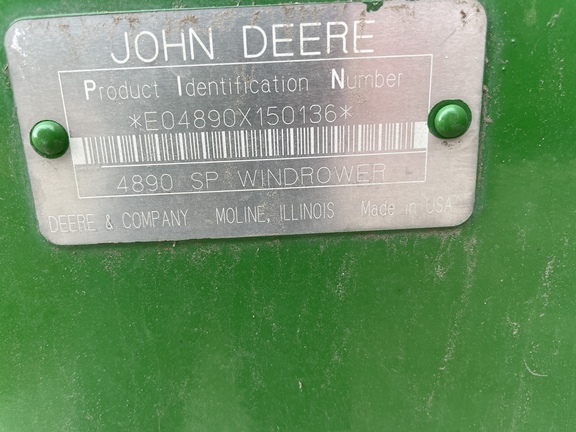 JOHN DEERE
Product Identification Number
*E04890X150136*
4890 SP WINDROWER
DEERE & COMPANY MOLINE, ILLINOIS Made in USA